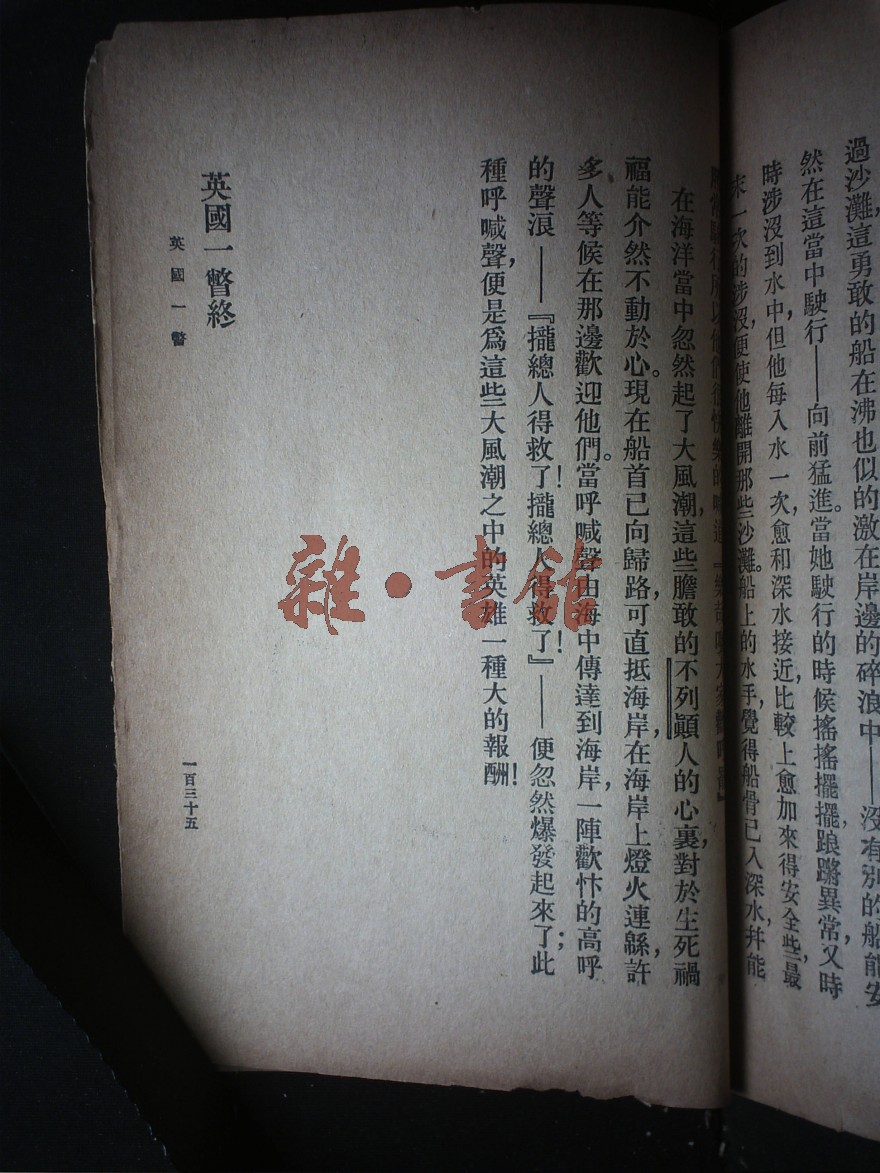 過沙灘，這勇敢的船在沸也似的激在岸邊的碎浪中——沒有別的船能安
然在這當中駛行——向前猛進。當她駛行的時候，搖搖擺擺，踉蹡異常，又時
時涉沒到水中，但他每入水一次，愈和深水接近，比較上愈加來得安全些；最
末一次的涉沒，便使他離開那些沙灘。船上的水手，覺得船骨已入深水，幷能
在海洋當中忽然起了大風潮，這些膽敢的不列顚人的心裏，對於生死禍
福，能介然不動於心。現在船首已向歸路，可直抵海岸，在海岸上燈火連緜，許
多人等候在那邊歡迎他們。當呼喊聲由海中傳達到海岸，一陣歡忭的高呼
的聲浪——『攏總人得救了！攏總人得救了！』——便忽然爆發起來了；此
種呼喊聲，便是爲這些大風潮之中的英雄一種大的報酬！
英國一瞥終
英國一瞥
一百三十五
雜·書館